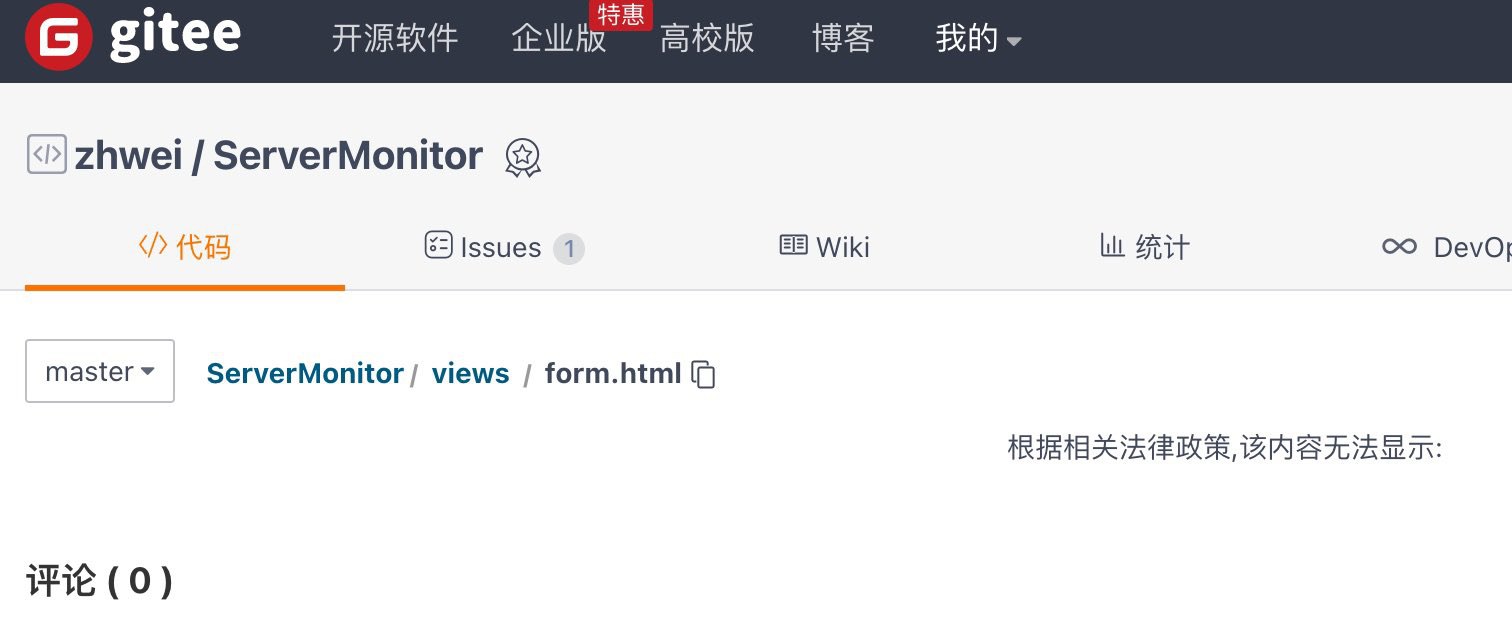 gitee 开源软件 企业版 特惠 高校版 博客 我的
zhwei / ServerMonitor
代码 Issues 1 Wiki 统计 DevOp
master ServerMonitor / views / form.html
根据相关法律政策,该内容无法显示:
评论 ( 0 )